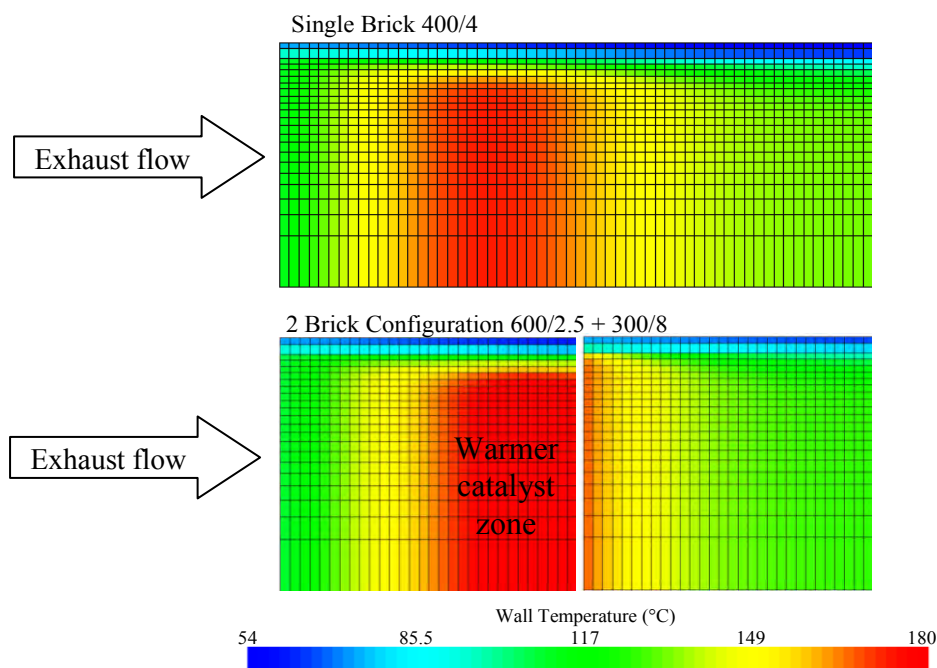 Single Brick 400/4
Exhaust flow
2 Brick Configuration 600/2.5 + 300/8
Exhaust flow
Warmer
catalyst
zone
Wall Temperature (°C)
54 85.5 117 149 180